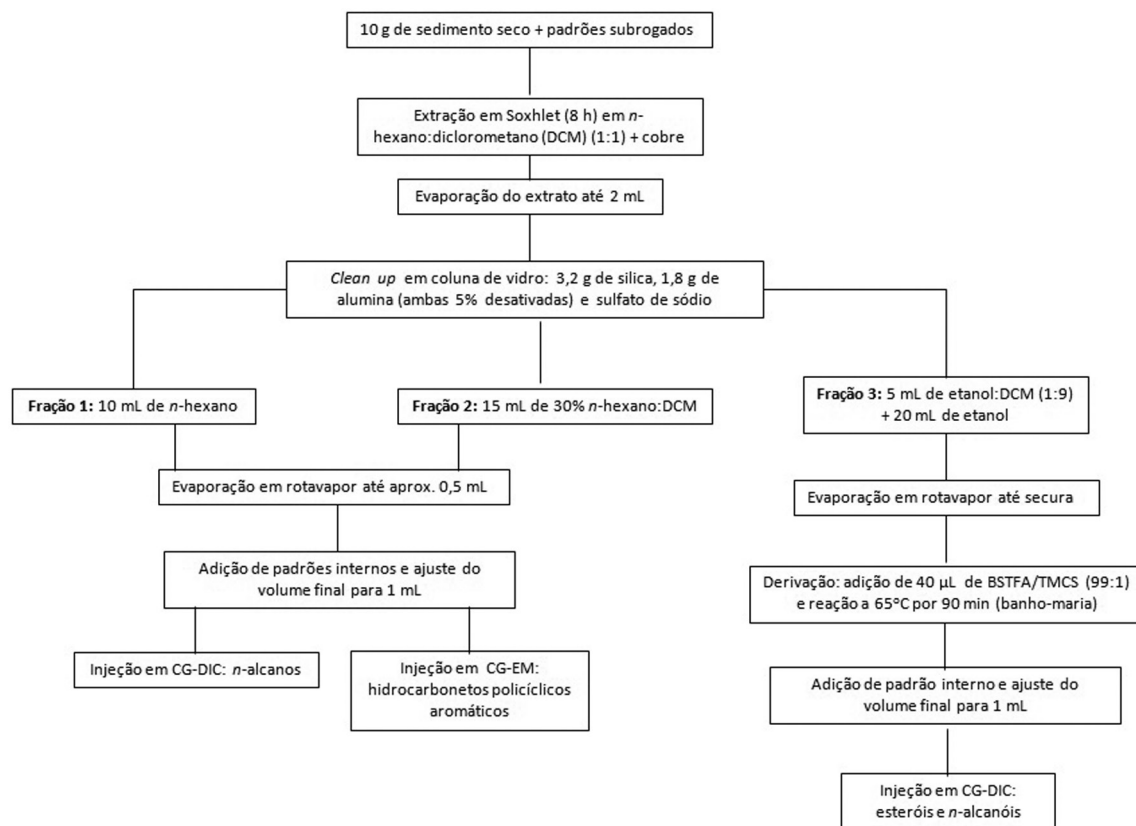 10 g de sedimento seco + padrões subrogados
Extração em Soxhlet (8 h) em n-
hexano:diclorometano (DCM) (1:1) + cobre
Evaporação do extrato até 2 mL
Clean up em coluna de vidro: 3,2 g de silica, 1,8 g de
alumina (ambas 5% desativadas) e sulfato de sódio
Fração 1: 10 mL de n-hexano
Fração 2: 15 mL de 30% n-hexano:DCM
Fração 3: 5 mL de etanol:DCM (1:9)
+ 20 mL de etanol
Evaporação em rotavapor até aprox. 0,5 mL
Evaporação em rotavapor até secura
Adição de padrões internos e ajuste do
volume final para 1 mL
Derivação: adição de 40 µL de BSTFA/TMCS (99:1)
e reação a 65°C por 90 min (banho-maria)
Injeção em CG-DIC: n-alcanos
Injeção em CG-EM:
hidrocarbonetos policíclicos
aromáticos
Adição de padrão interno e ajuste do
volume final para 1 mL
Injeção em CG-DIC:
esteróis e n-alcanóis